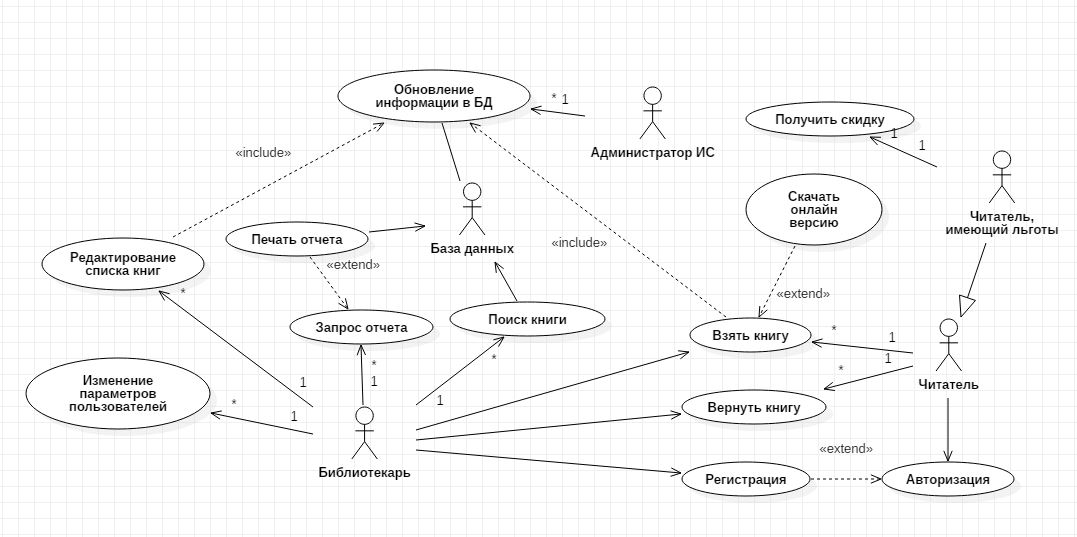 Обновление
информации в БД
* 1
Администратор ИС
Получить скидку
1
1
«include»
Скачать
онлайн
версию
Читатель,
имеющий льготы
Печать отчета
База данных
«include»
Редактирование
списка книг
«extend»
*
«extend»
Запрос отчета
Поиск книги
Взять книгу
*
1
*
*
1
1
*
1
Читатель
Изменение
параметров
пользователей
*
1
1
Вернуть книгу
Библиотекарь
«extend»
Регистрация
Авторизация